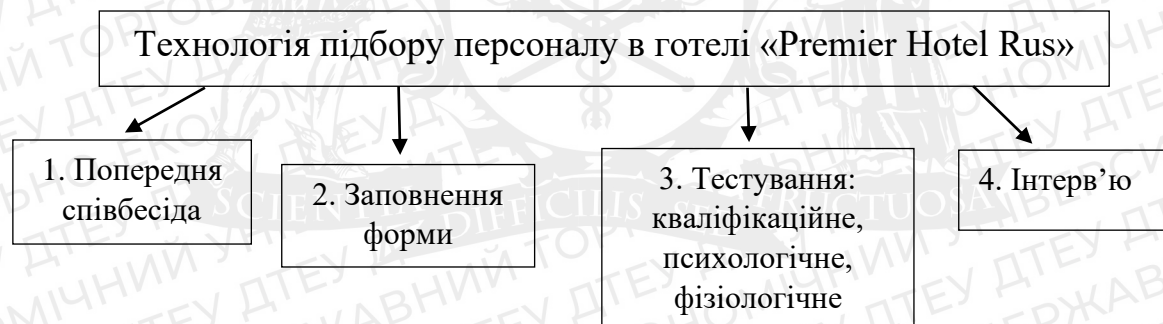 Технологія підбору персоналу в готелі «Premier Hotel Rus»
1. Попередня
співбесіда
2. Заповнення
форми
3. Тестування:
кваліфікаційне,
психологічне,
фізіологічне
4. Інтерв’ю